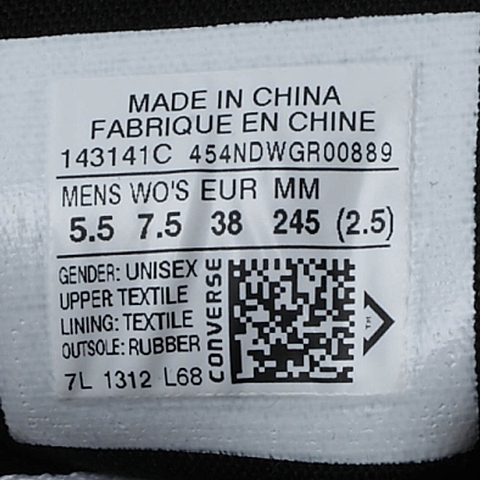 MADE IN CHINA
FABRIQUE EN CHINE
143141C 454NDWGR00889
MENS WO'S EUR MM
5.5 7.5 38 245 (2.5)
GENDER: UNISEX
UPPER TEXTILE
LINING: TEXTILE
OUTSOLE: RUBBER
7L 1312 L68
CONVERSE
TM